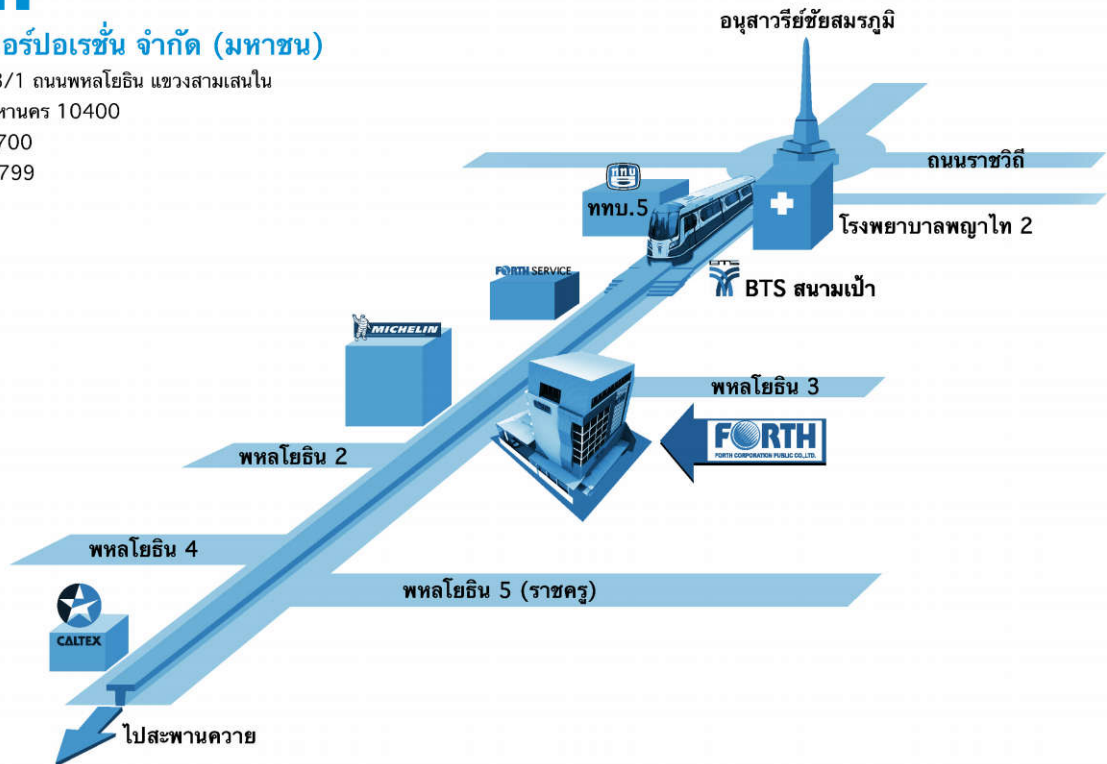 อร์ปอเรชั่น จำกัด (มหาชน)
3/1 ถนนพหลโยธิน แขวงสามเสนใน
หานคร 10400
700
799
อนุสาวรีย์ชัยสมรภูมิ
ถนนราชวิถี
ททบ.5
โรงพยาบาลพญาไท 2
FORTH SERVICE
BTS
BTS สนามเป้า
MICHELIN
พหลโยธิน 3
FORTH
FORTH CORPORATION PUBLIC CO.,LTD.
พหลโยธิน 2
พหลโยธิน 4
พหลโยธิน 5 (ราชครู)
CALTEX
ไปสะพานควาย